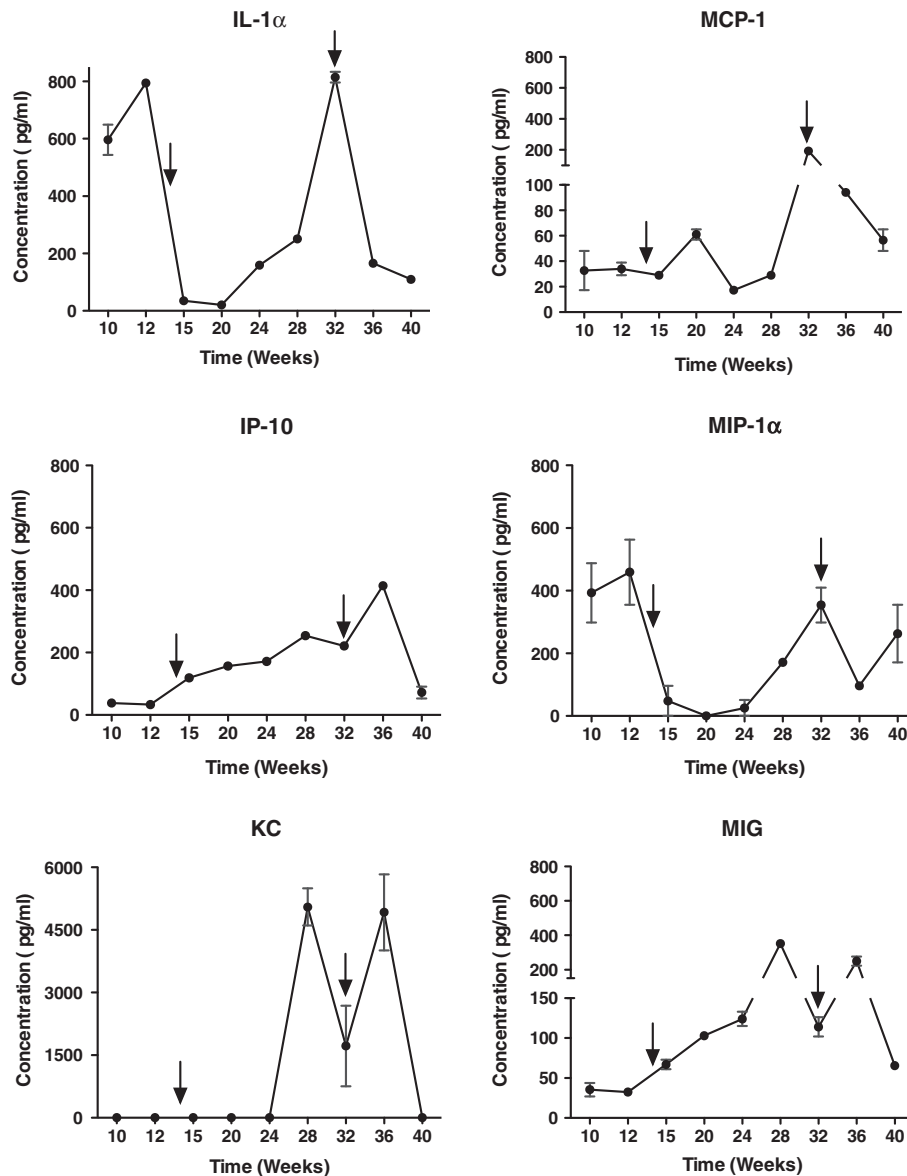 IL-1α
Concentration ( pg/ml)
800
600
400
200
0
10 12 15 20 24 28 32 36 40
Time (Weeks)
MCP-1
Concentration ( pg/ml)
800
600
400
200
100
80
60
40
20
0
10 12 15 20 24 28 32 36 40
Time (Weeks)
IP-10
Concentration ( pg/ml)
800
600
400
200
0
10 12 15 20 24 28 32 36 40
Time (Weeks)
MIP-1α
Concentration ( pg/ml)
800
600
400
200
0
10 12 15 20 24 28 32 36 40
Time (Weeks)
KC
Concentration ( pg/ml)
6000
4500
3000
1500
0
10 12 15 20 24 28 32 36 40
Time (Weeks)
MIG
Concentration ( pg/ml)
800
600
400
200
150
100
50
0
10 12 15 20 24 28 32 36 40
Time (Weeks)